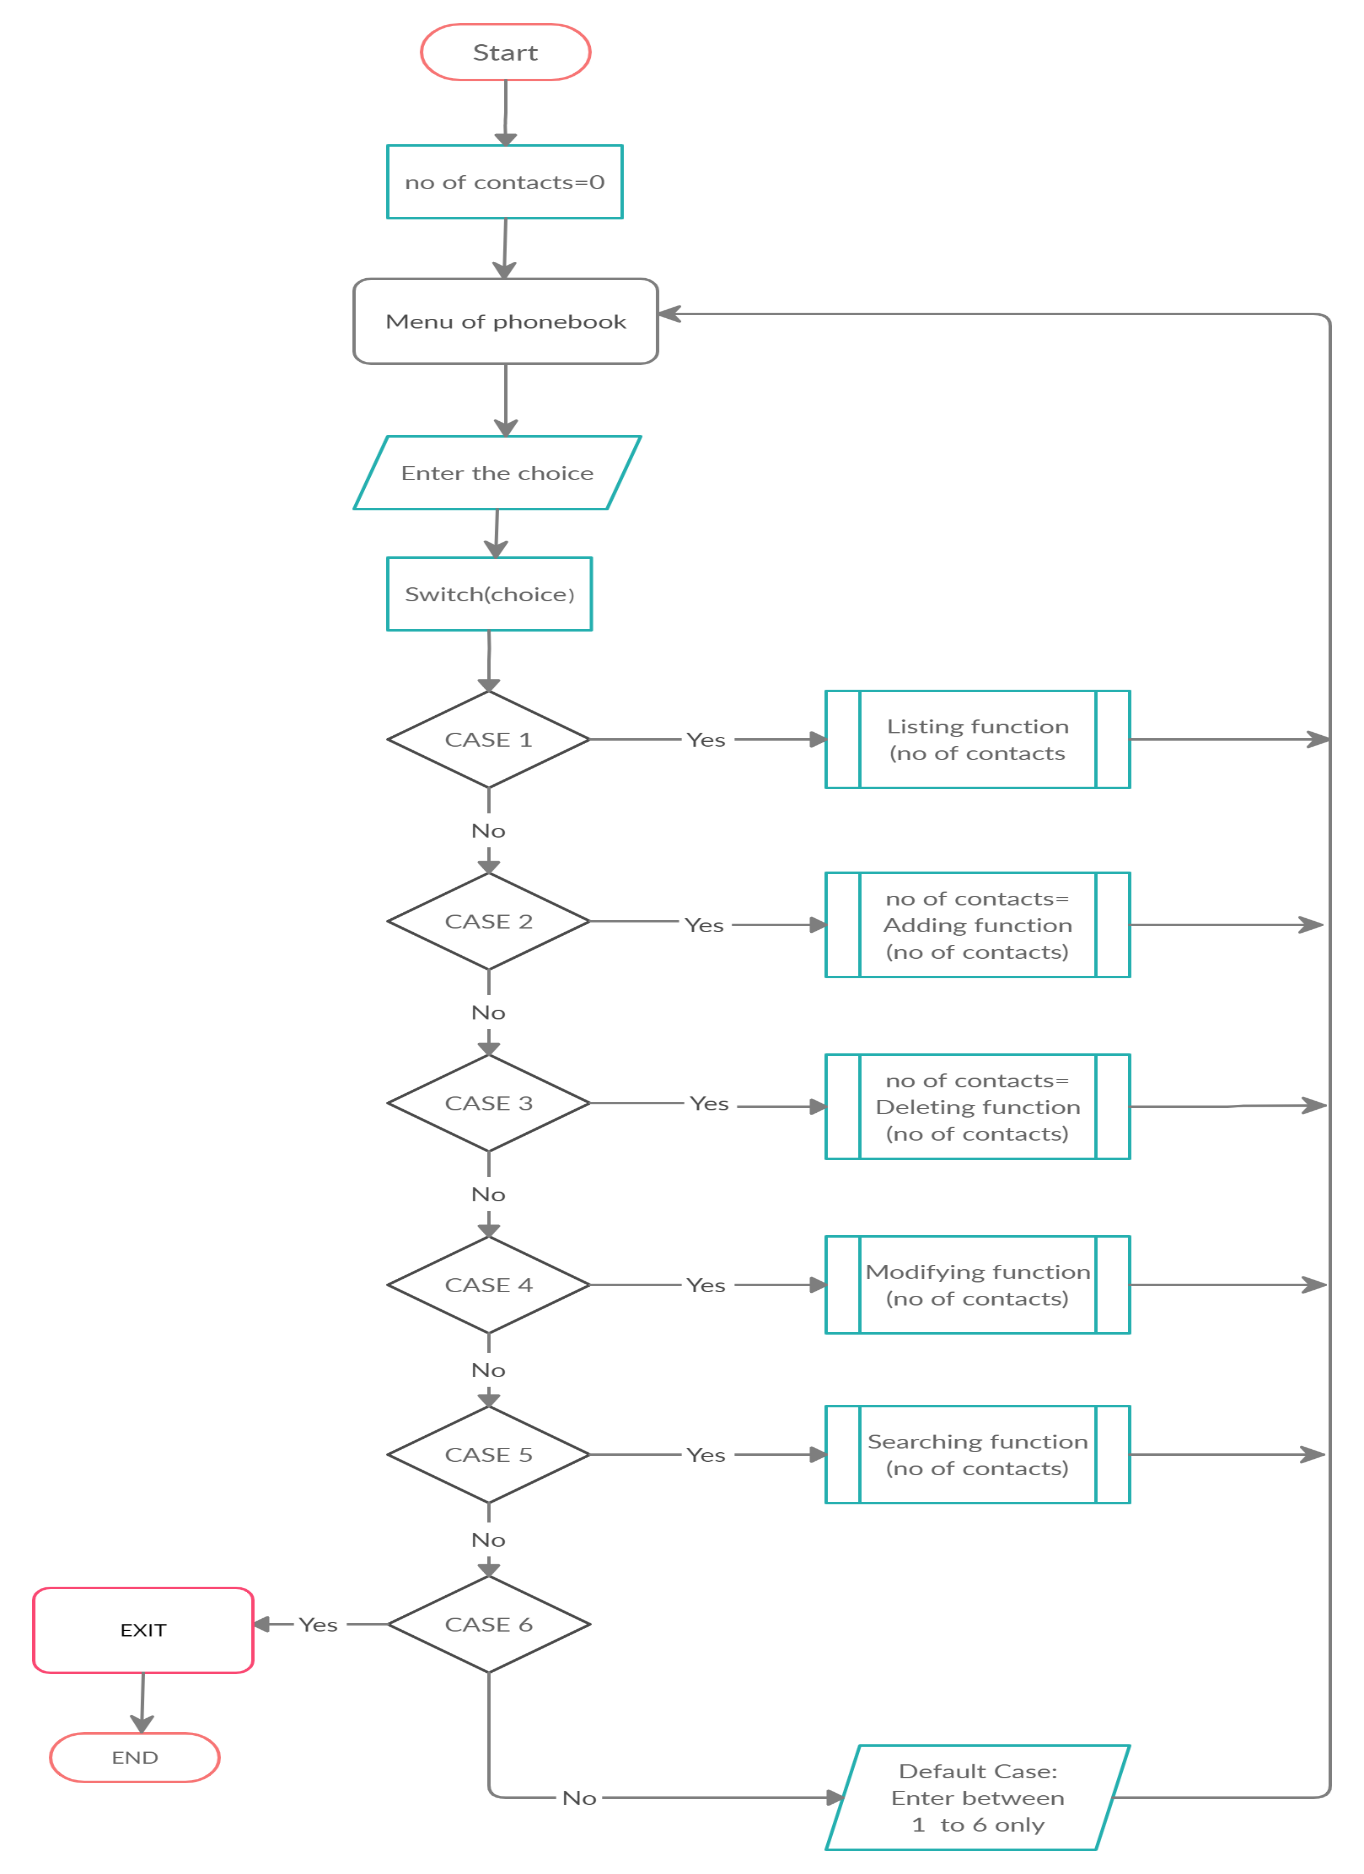 Start
no of contacts=0
Menu of phonebook
Enter the choice
Switch(choice)
CASE 1
Yes
Listing function
(no of contacts
No
CASE 2
Yes
no of contacts=
Adding function
(no of contacts)
No
CASE 3
Yes
no of contacts=
Deleting function
(no of contacts)
No
CASE 4
Yes
Modifying function
(no of contacts)
No
CASE 5
Yes
Searching function
(no of contacts)
No
CASE 6
Yes
EXIT
END
No
Default Case:
Enter between
1  to 6 only